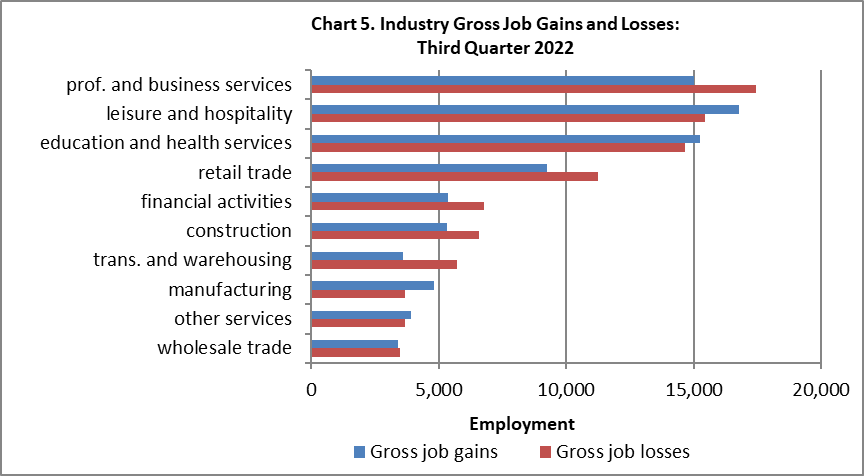 Chart 5. Industry Gross Job Gains and Losses:
Third Quarter 2022
prof. and business services
leisure and hospitality
education and health services
retail trade
financial activities
construction
trans. and warehousing
manufacturing
other services
wholesale trade
0 5,000 10,000 15,000 20,000
Employment
Gross job gains Gross job losses